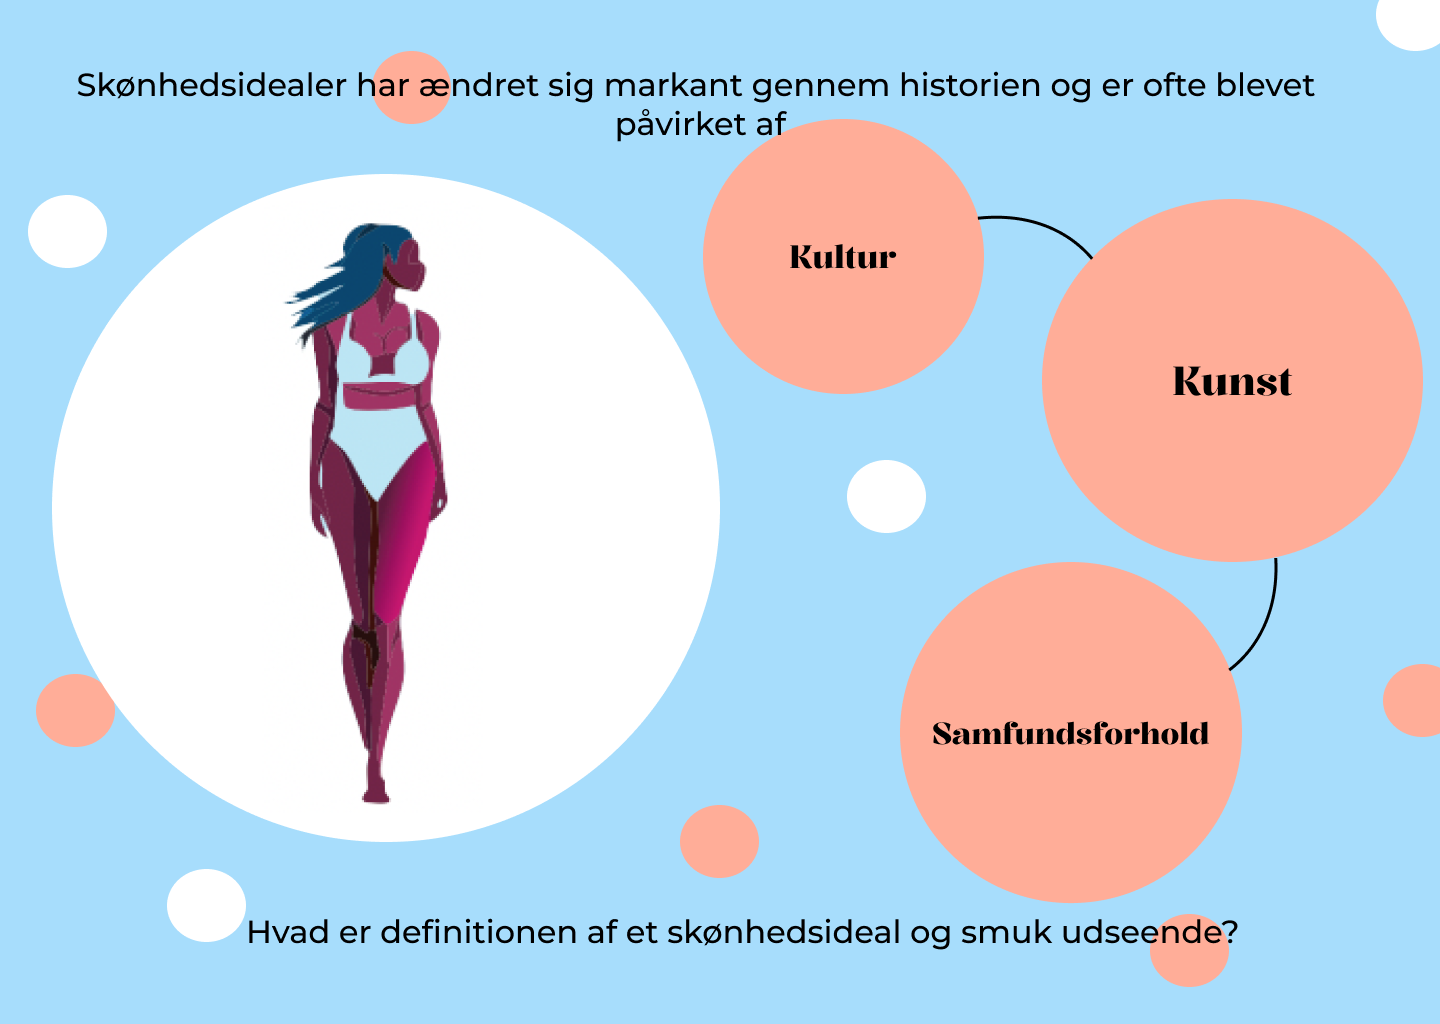 Skønhedsidealer har ændret sig markant gennem historien og er ofte blevet
påvirket af
Kultur
Kunst
Samfundsforhold
Hvad er definitionen af et skønhedsideal og smuk udseende?